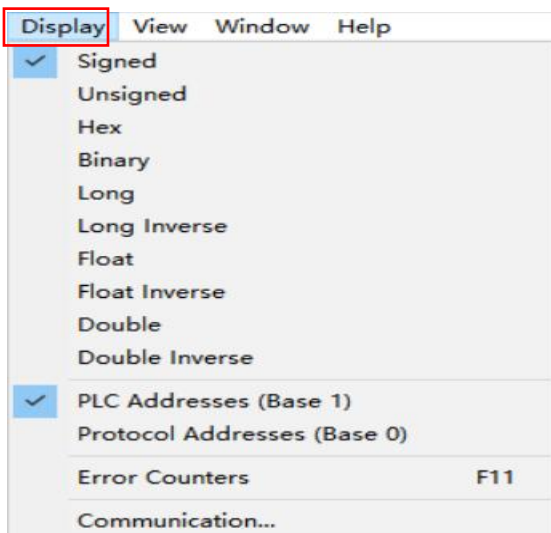 Display View Window Help
Signed
Unsigned
Hex
Binary
Long
Long Inverse
Float
Float Inverse
Double
Double Inverse
PLC Addresses (Base 1)
Protocol Addresses (Base 0)
Error Counters F11
Communication...